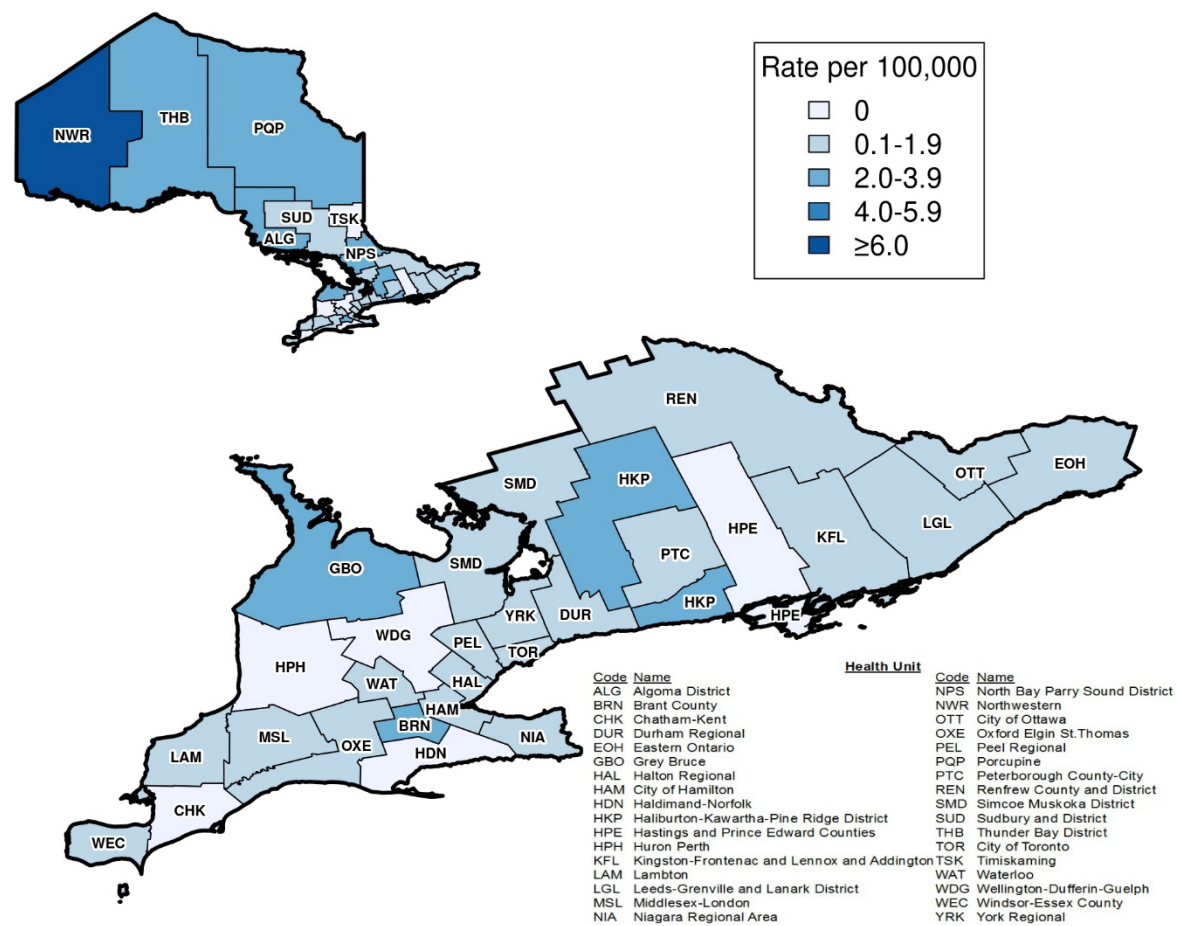 Rate per 100,000
0
0.1-1.9
2.0-3.9
4.0-5.9
≥6.0
NWR
THB
PQP
SUD
TSK
ALG
NPS
REN
SMD
HKP
OTT
EOH
HPE
LGL
KFL
PTC
GBO
SMD
HKP
HPE
YRK
DUR
WDG
PEL
TOR
HPH
WAT
HAL
HAM
BRN
MSL
OXE
NIA
HDN
LAM
CHK
WEC
Health Unit
Code Name
ALG Algoma District
BRN Brant County
CHK Chatham-Kent
DUR Durham Regional
EOH Eastern Ontario
GBO Grey Bruce
HAL Halton Regional
HAM City of Hamilton
HDN Haldimand-Norfolk
HKP Haliburton-Kawartha-Pine Ridge District
HPE Hastings and Prince Edward Counties
HPH Huron Perth
KFL Kingston-Frontenac and Lennox and Addington
LAM Lambton
LGL Leeds-Grenville and Lanark District
MSL Middlesex-London
NIA Niagara Regional Area
Code Name
NPS North Bay Parry Sound District
NWR Northwestern
OTT City of Ottawa
OXE Oxford Elgin St.Thomas
PEL Peel Regional
PQP Porcupine
PTC Peterborough County-City
REN Renfrew County and District
SMD Simcoe Muskoka District
SUD Sudbury and District
THB Thunder Bay District
TOR City of Toronto
TSK Timiskaming
WAT Waterloo
WDG Wellington-Dufferin-Guelph
WEC Windsor-Essex County
YRK York Regional